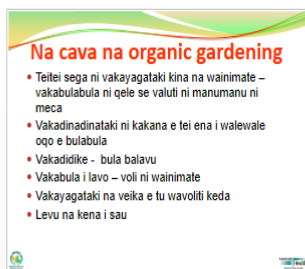 Na cava na organic gardening
• Teitei sega ni vakayagataki kina na wainimate –
vakabulabula ni qele se valuti ni manumanu ni
meca
• Vakadinadinataki ni kakana e tei ena i walewale
oqo e bulabula
• Vakadidike - bula balavu
• Vakabula i lavo – voli ni wainimate
• Vakayagataki na veika e tu wavoliti keda
• Levu na kena i sau